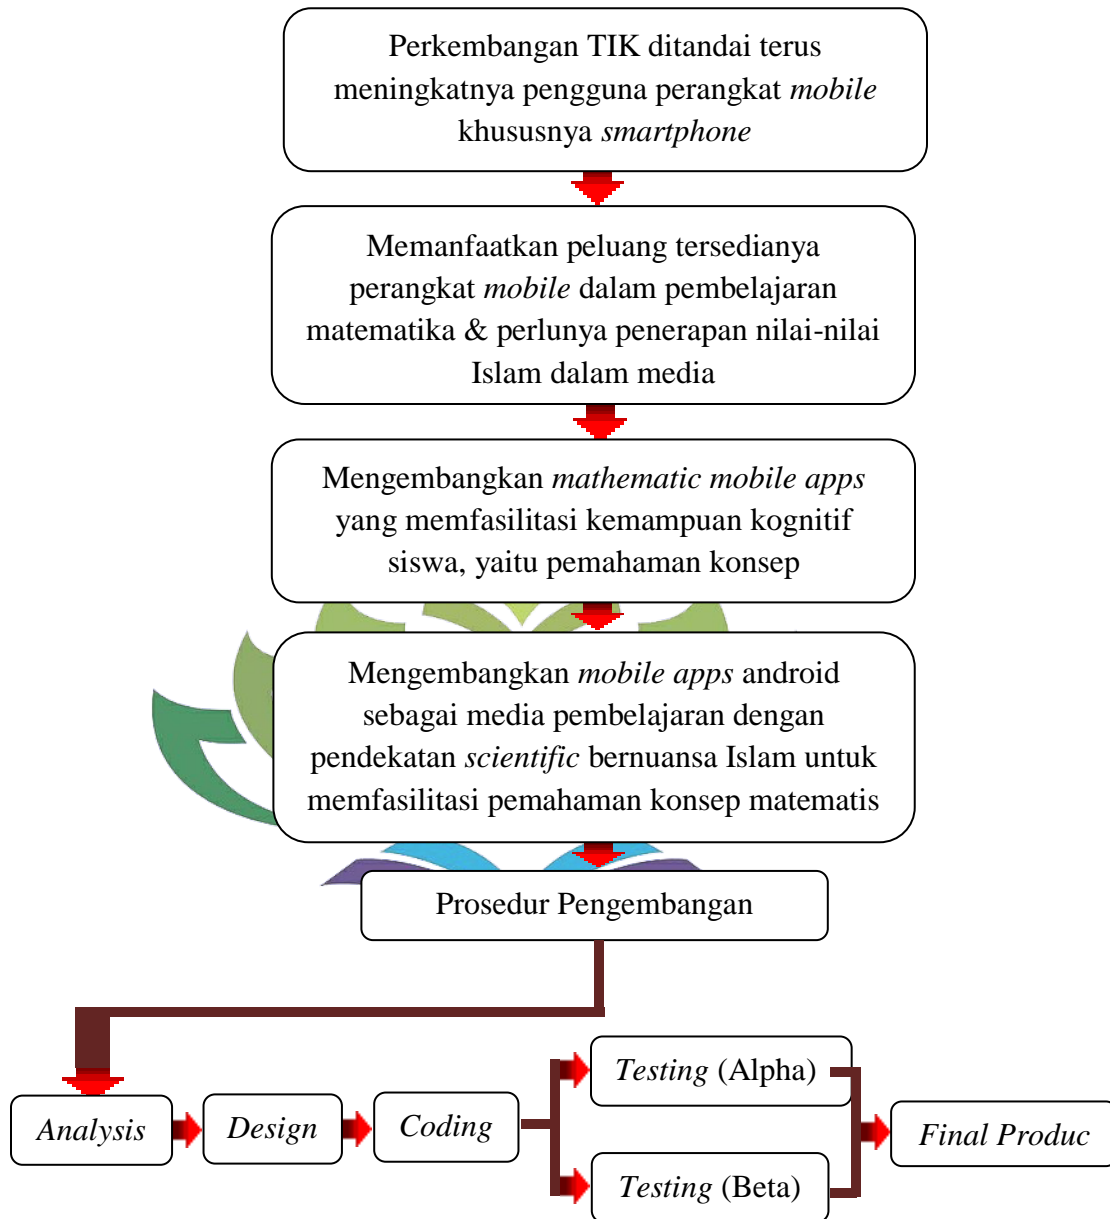 Perkembangan TIK ditandai terus
meningkatnya pengguna perangkat mobile
khususnya smartphone
Memanfaatkan peluang tersedianya
perangkat mobile dalam pembelajaran
matematika & perlunya penerapan nilai-nilai
Islam dalam media
Mengembangkan mathematic mobile apps
yang memfasilitasi kemampuan kognitif
siswa, yaitu pemahaman konsep
Mengembangkan mobile apps android
sebagai media pembelajaran dengan
pendekatan scientific bernuansa Islam untuk
memfasilitasi pemahaman konsep matematis
Prosedur Pengembangan
Analysis
Design
Coding
Testing (Alpha)
Testing (Beta)
Final Produc